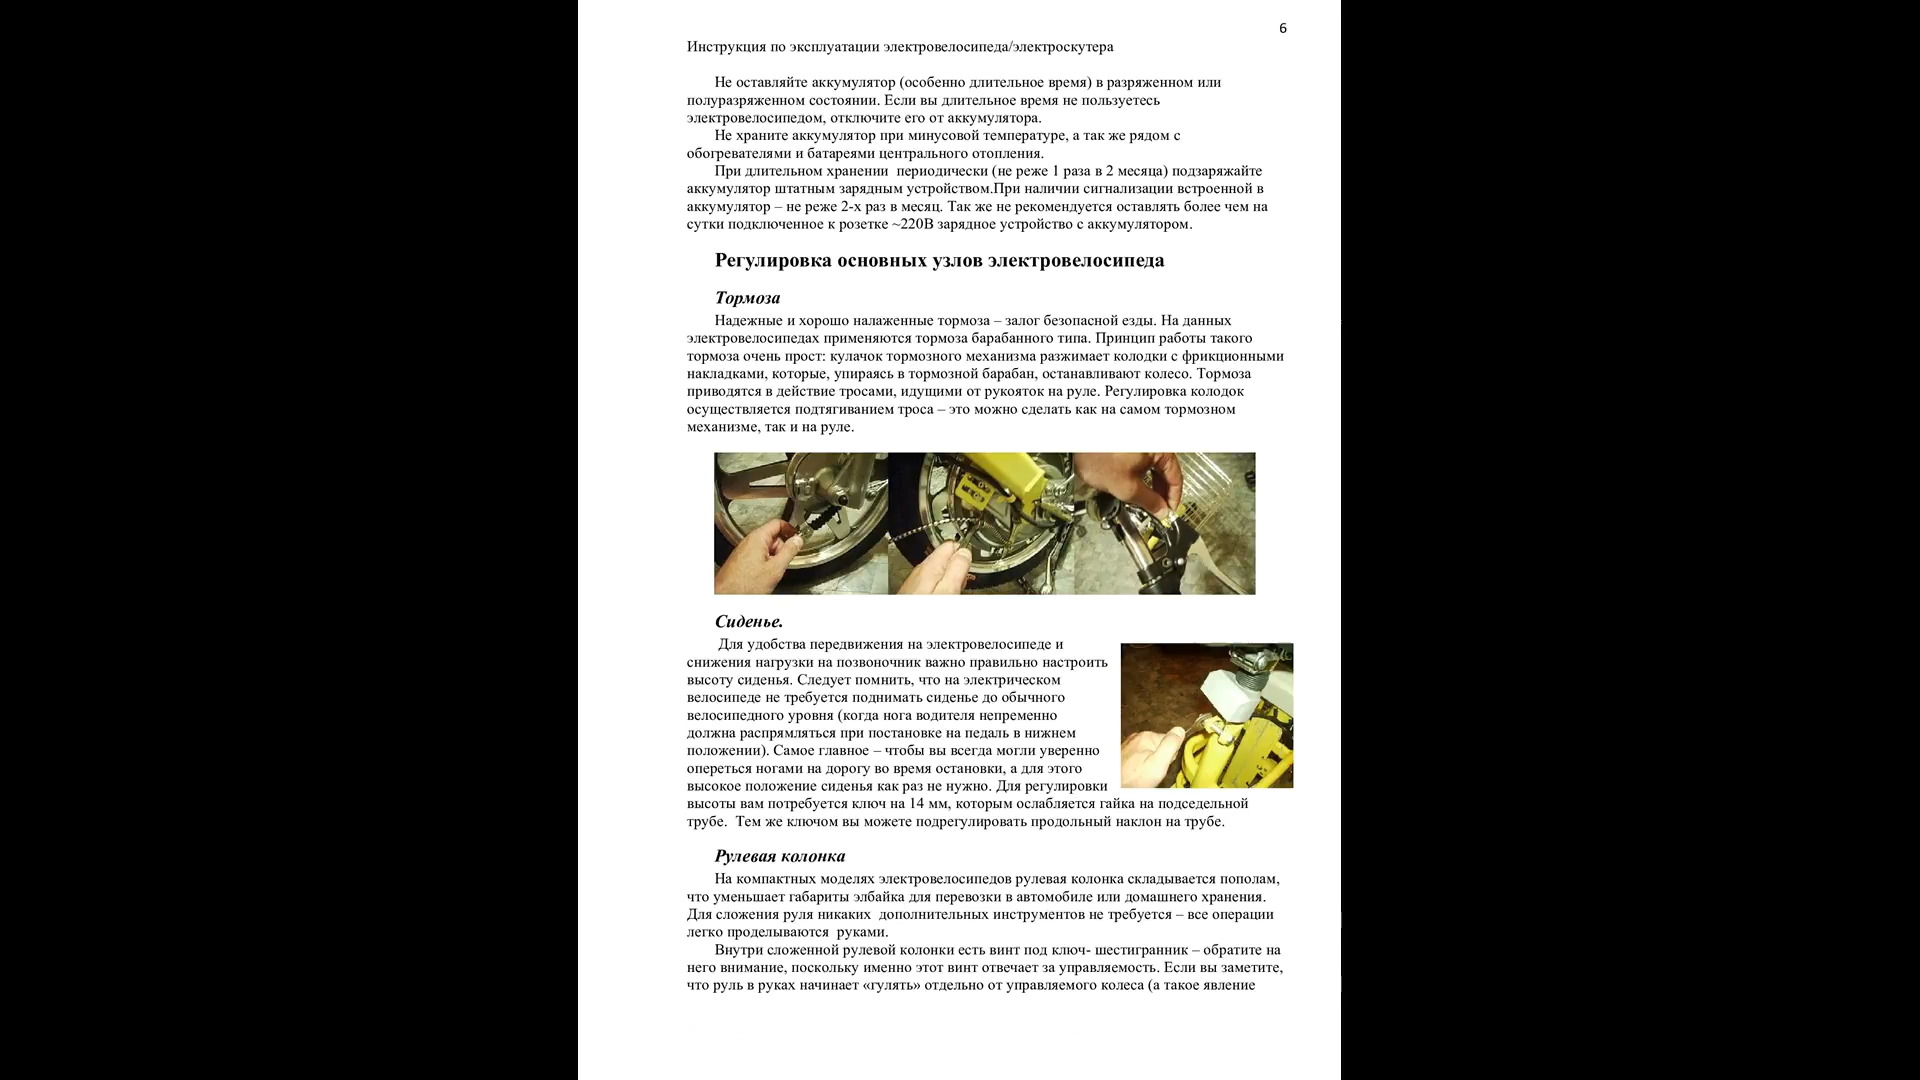 6
Инструкция по эксплуатации электровелосипеда/электроскутера
Не оставляйте аккумулятор (особенно длительное время) в разряженном или
полуразряженном состоянии. Если вы длительное время не пользуетесь
электровелосипедом, отключите его от аккумулятора.
Не храните аккумулятор при минусовой температуре, а так же рядом с
обогревателями и батареями центрального отопления.
При длительном хранении  периодически (не реже 1 раза в 2 месяца) подзаряжайте
аккумулятор штатным зарядным устройством.При наличии сигнализации встроенной в
аккумулятор – не реже 2-х раз в месяц. Так же не рекомендуется оставлять более чем на
сутки подключенное к розетке ~220В зарядное устройство с аккумулятором.
Регулировка основных узлов электровелосипеда
Тормоза
Надежные и хорошо налаженные тормоза – залог безопасной езды. На данных
электровелосипедах применяются тормоза барабанного типа. Принцип работы такого
тормоза очень прост: кулачок тормозного механизма разжимает колодки с фрикционными
накладками, которые, упираясь в тормозной барабан, останавливают колесо. Тормоза
приводятся в действие тросами, идущими от рукояток на руле. Регулировка колодок
осуществляется подтягиванием троса – это можно сделать как на самом тормозном
механизме, так и на руле.
Сиденье.
Для удобства передвижения на электровелосипеде и
снижения нагрузки на позвоночник важно правильно настроить
высоту сиденья. Следует помнить, что на электрическом
велосипеде не требуется поднимать сиденье до обычного
велосипедного уровня (когда нога водителя непременно
должна распрямляться при постановке на педаль в нижнем
положении). Самое главное – чтобы вы всегда могли уверенно
опереться ногами на дорогу во время остановки, а для этого
высокое положение сиденья как раз не нужно. Для регулировки
высоты вам потребуется ключ на 14 мм, которым ослабляется гайка на подседельной
трубе.  Тем же ключом вы можете подрегулировать продольный наклон на трубе.
Рулевая колонка
На компактных моделях электровелосипедов рулевая колонка складывается пополам,
что уменьшает габариты элбайка для перевозки в автомобиле или домашнего хранения.
Для сложения руля никаких  дополнительных инструментов не требуется – все операции
легко проделываются  руками.
Внутри сложенной рулевой колонки есть винт под ключ- шестигранник – обратите на
него внимание, поскольку именно этот винт отвечает за управляемость. Если вы заметите,
что руль в руках начинает «гулять» отдельно от управляемого колеса (а такое явление